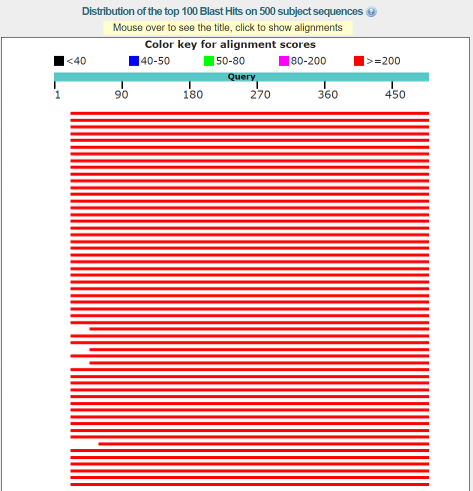 Distribution of the top 100 Blast Hits on 500 subject sequences
Mouse over to see the title, click to show alignments
Color key for alignment scores
<40 40-50 50-80 80-200 >=200
Query
1 90 180 270 360 450